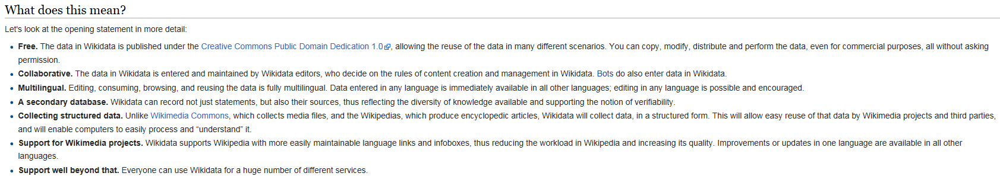 What does this mean?
Let's look at the opening statement in more detail:
• Free. The data in Wikidata is published under the Creative Commons Public Domain Dedication 1.0, allowing the reuse of the data in many different scenarios. You can copy, modify, distribute and perform the data, even for commercial purposes, all without asking
permission.
• Collaborative. The data in Wikidata is entered and maintained by Wikidata editors, who decide on the rules of content creation and management in Wikidata. Bots do also enter data in Wikidata.
• Multilingual. Editing, consuming, browsing, and reusing the data is fully multilingual. Data entered in any language is immediately available in all other languages; editing in any language is possible and encouraged.
• A secondary database. Wikidata can record not just statements, but also their sources, thus reflecting the diversity of knowledge available and supporting the notion of verifiability.
• Collecting structured data. Unlike Wikimedia Commons, which collects media files, and the Wikipedias, which produce encyclopedic articles, Wikidata will collect data, in a structured form. This will allow easy reuse of that data by Wikimedia projects and third parties,
and will enable computers to easily process and “understand” it.
• Support for Wikimedia projects. Wikidata supports Wikipedia with more easily maintainable language links and infoboxes, thus reducing the workload in Wikipedia and increasing its quality. Improvements or updates in one language are available in all other
languages.
• Support well beyond that. Everyone can use Wikidata for a huge number of different services.